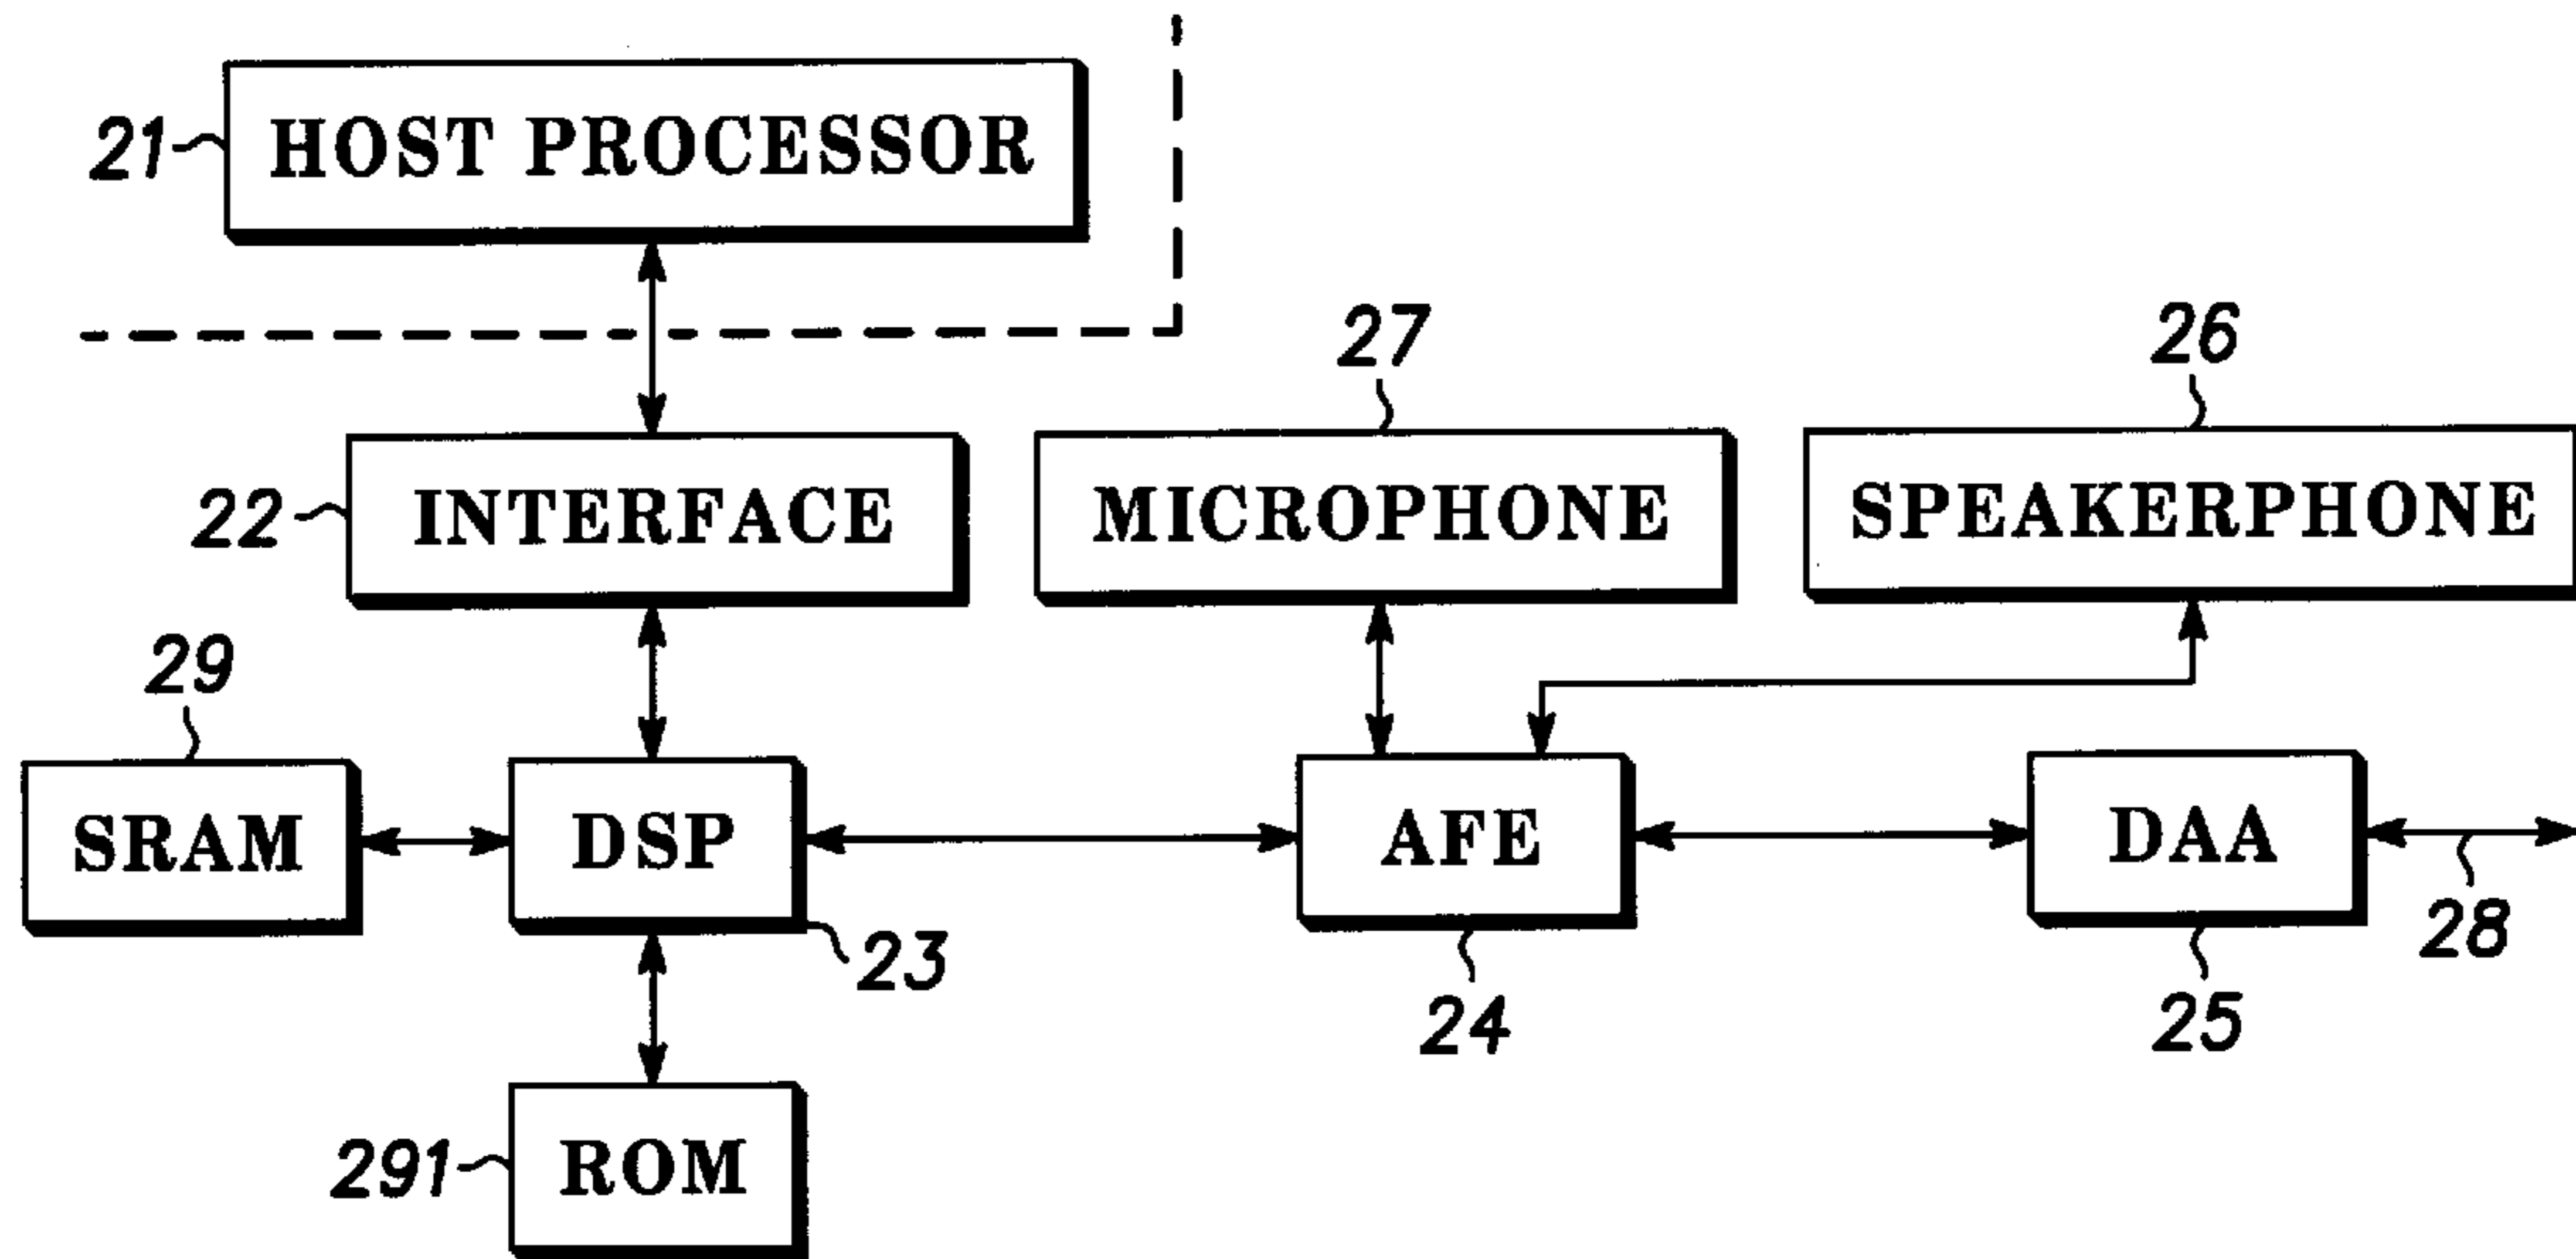 21 HOST PROCESSOR
27
26
22 INTERFACE
MICROPHONE
SPEAKERPHONE
29
SRAM
DSP
AFE
DAA
23
28
24
25
291 ROM